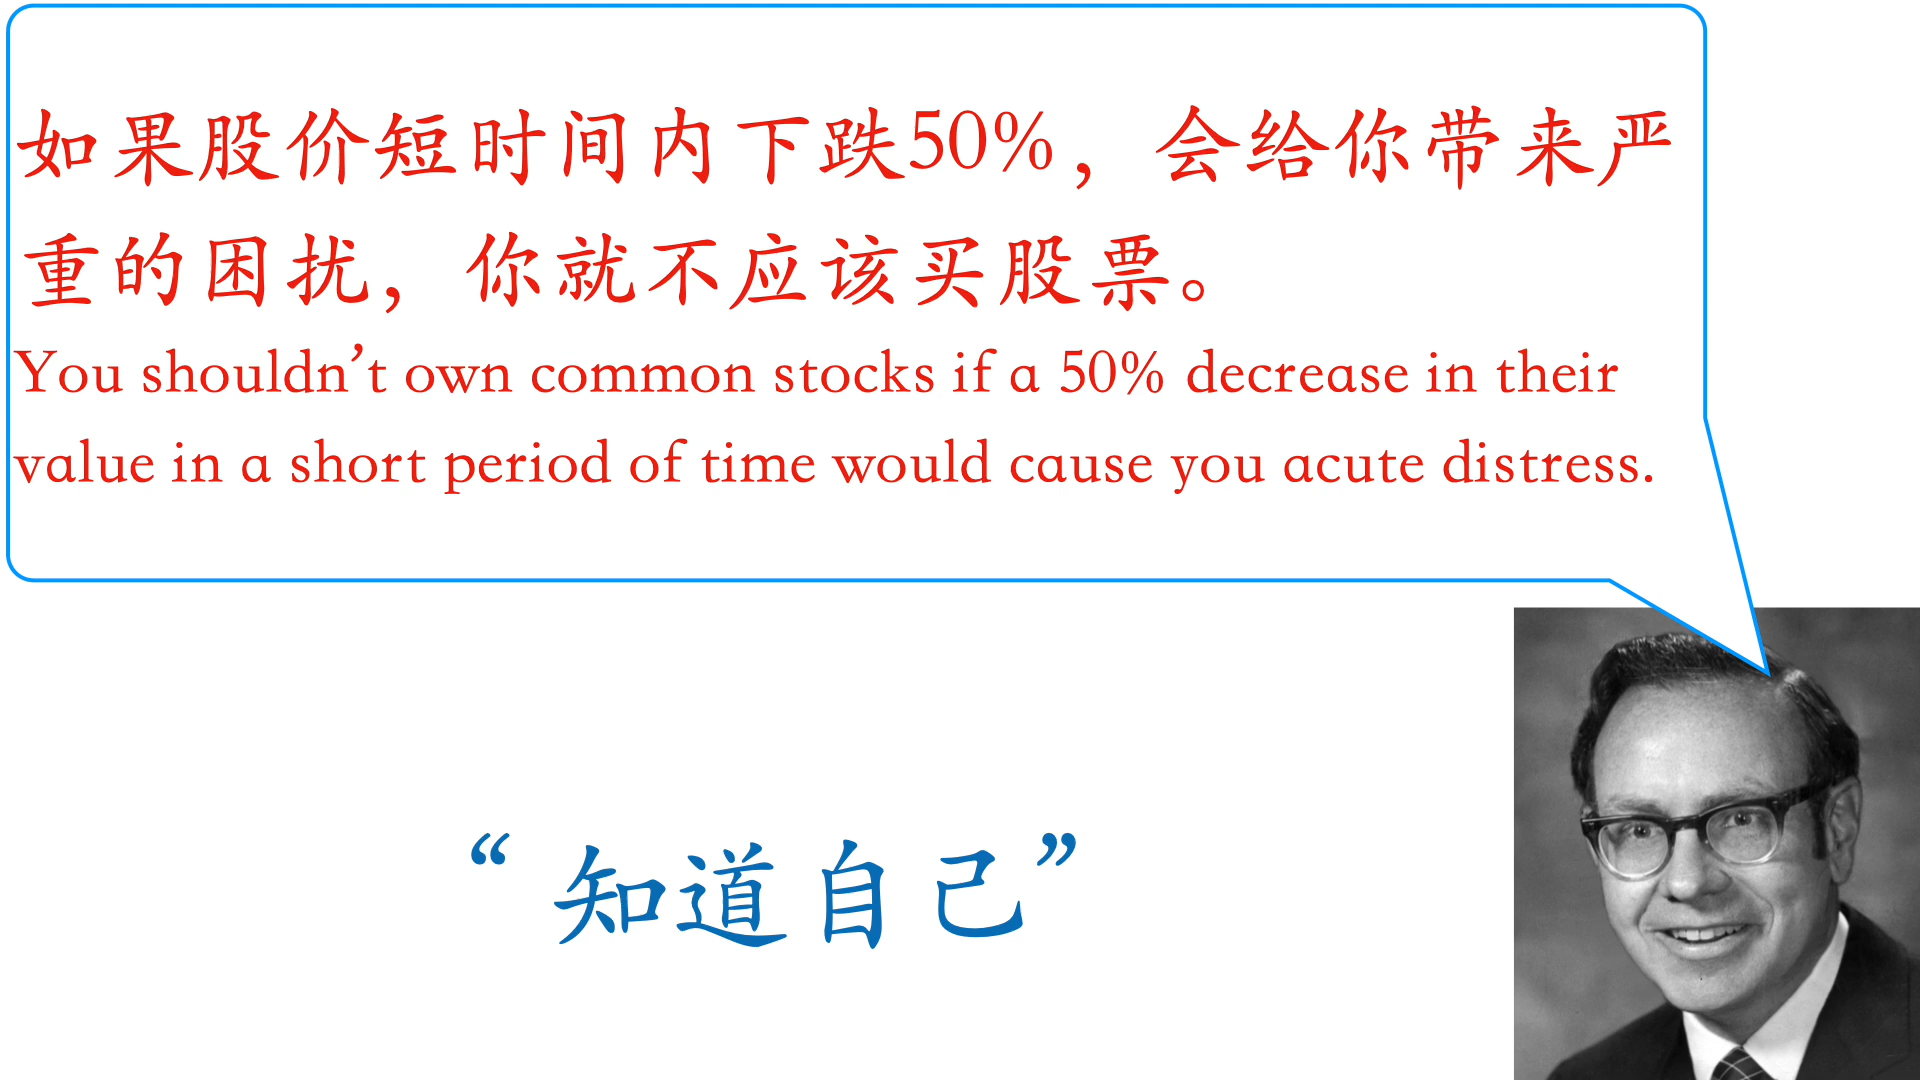 如果股价短时间内下跌50%，会给你带来严
重的困扰，你就不应该买股票。
You shouldn’t own common stocks if a 50% decrease in their
value in a short period of time would cause you acute distress.
“知道自己”